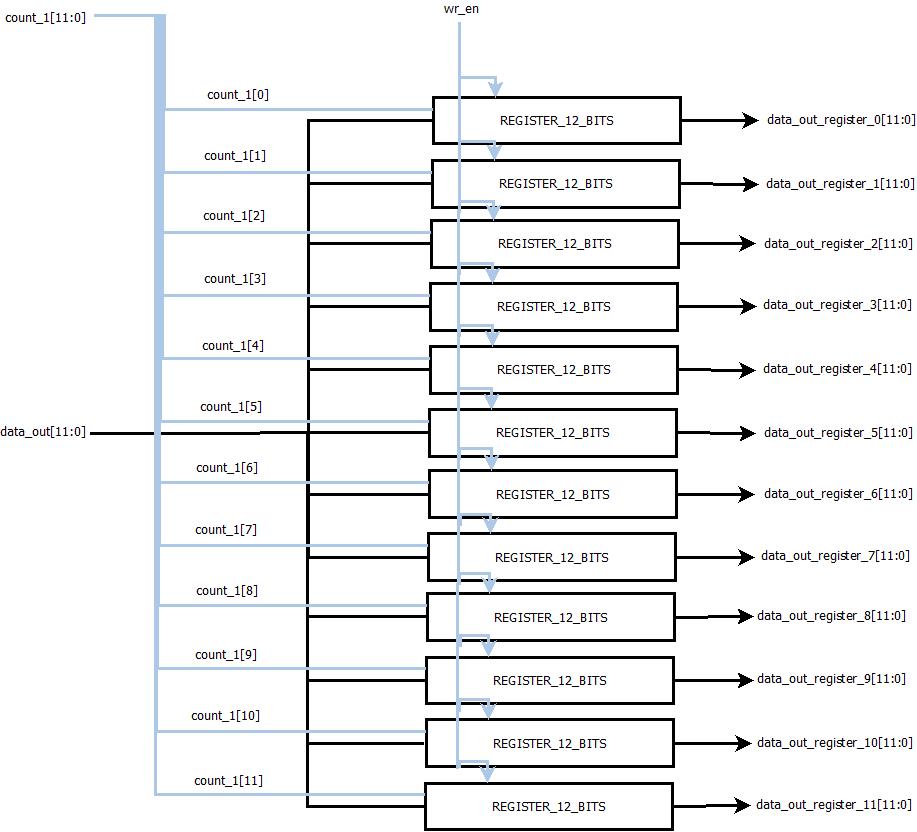 wr_en
count_1[11:0]
count_1[0]
REGISTER_12_BITS
data_out_register_0[11:0]
count_1[1]
REGISTER_12_BITS
data_out_register_1[11:0]
count_1[2]
REGISTER_12_BITS
data_out_register_2[11:0]
count_1[3]
REGISTER_12_BITS
data_out_register_3[11:0]
count_1[4]
REGISTER_12_BITS
data_out_register_4[11:0]
count_1[5]
data_out[11:0]
REGISTER_12_BITS
data_out_register_5[11:0]
count_1[6]
REGISTER_12_BITS
data_out_register_6[11:0]
count_1[7]
REGISTER_12_BITS
data_out_register_7[11:0]
count_1[8]
REGISTER_12_BITS
data_out_register_8[11:0]
count_1[9]
REGISTER_12_BITS
data_out_register_9[11:0]
count_1[10]
REGISTER_12_BITS
data_out_register_10[11:0]
count_1[11]
REGISTER_12_BITS
data_out_register_11[11:0]